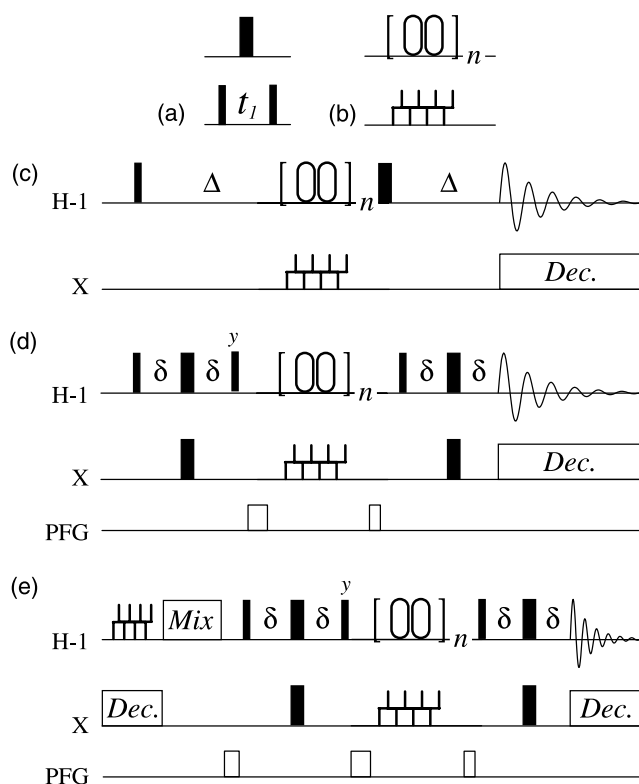 [ ] n
(a) t1 (b)
(c) H-1 Δ [ ] n Δ
X Dec.
(d) y
H-1 δ δ [ ] n δ δ
X Dec.
PFG
(e) y
H-1 Mix δ δ [ ] n δ δ
X Dec. Dec.
PFG